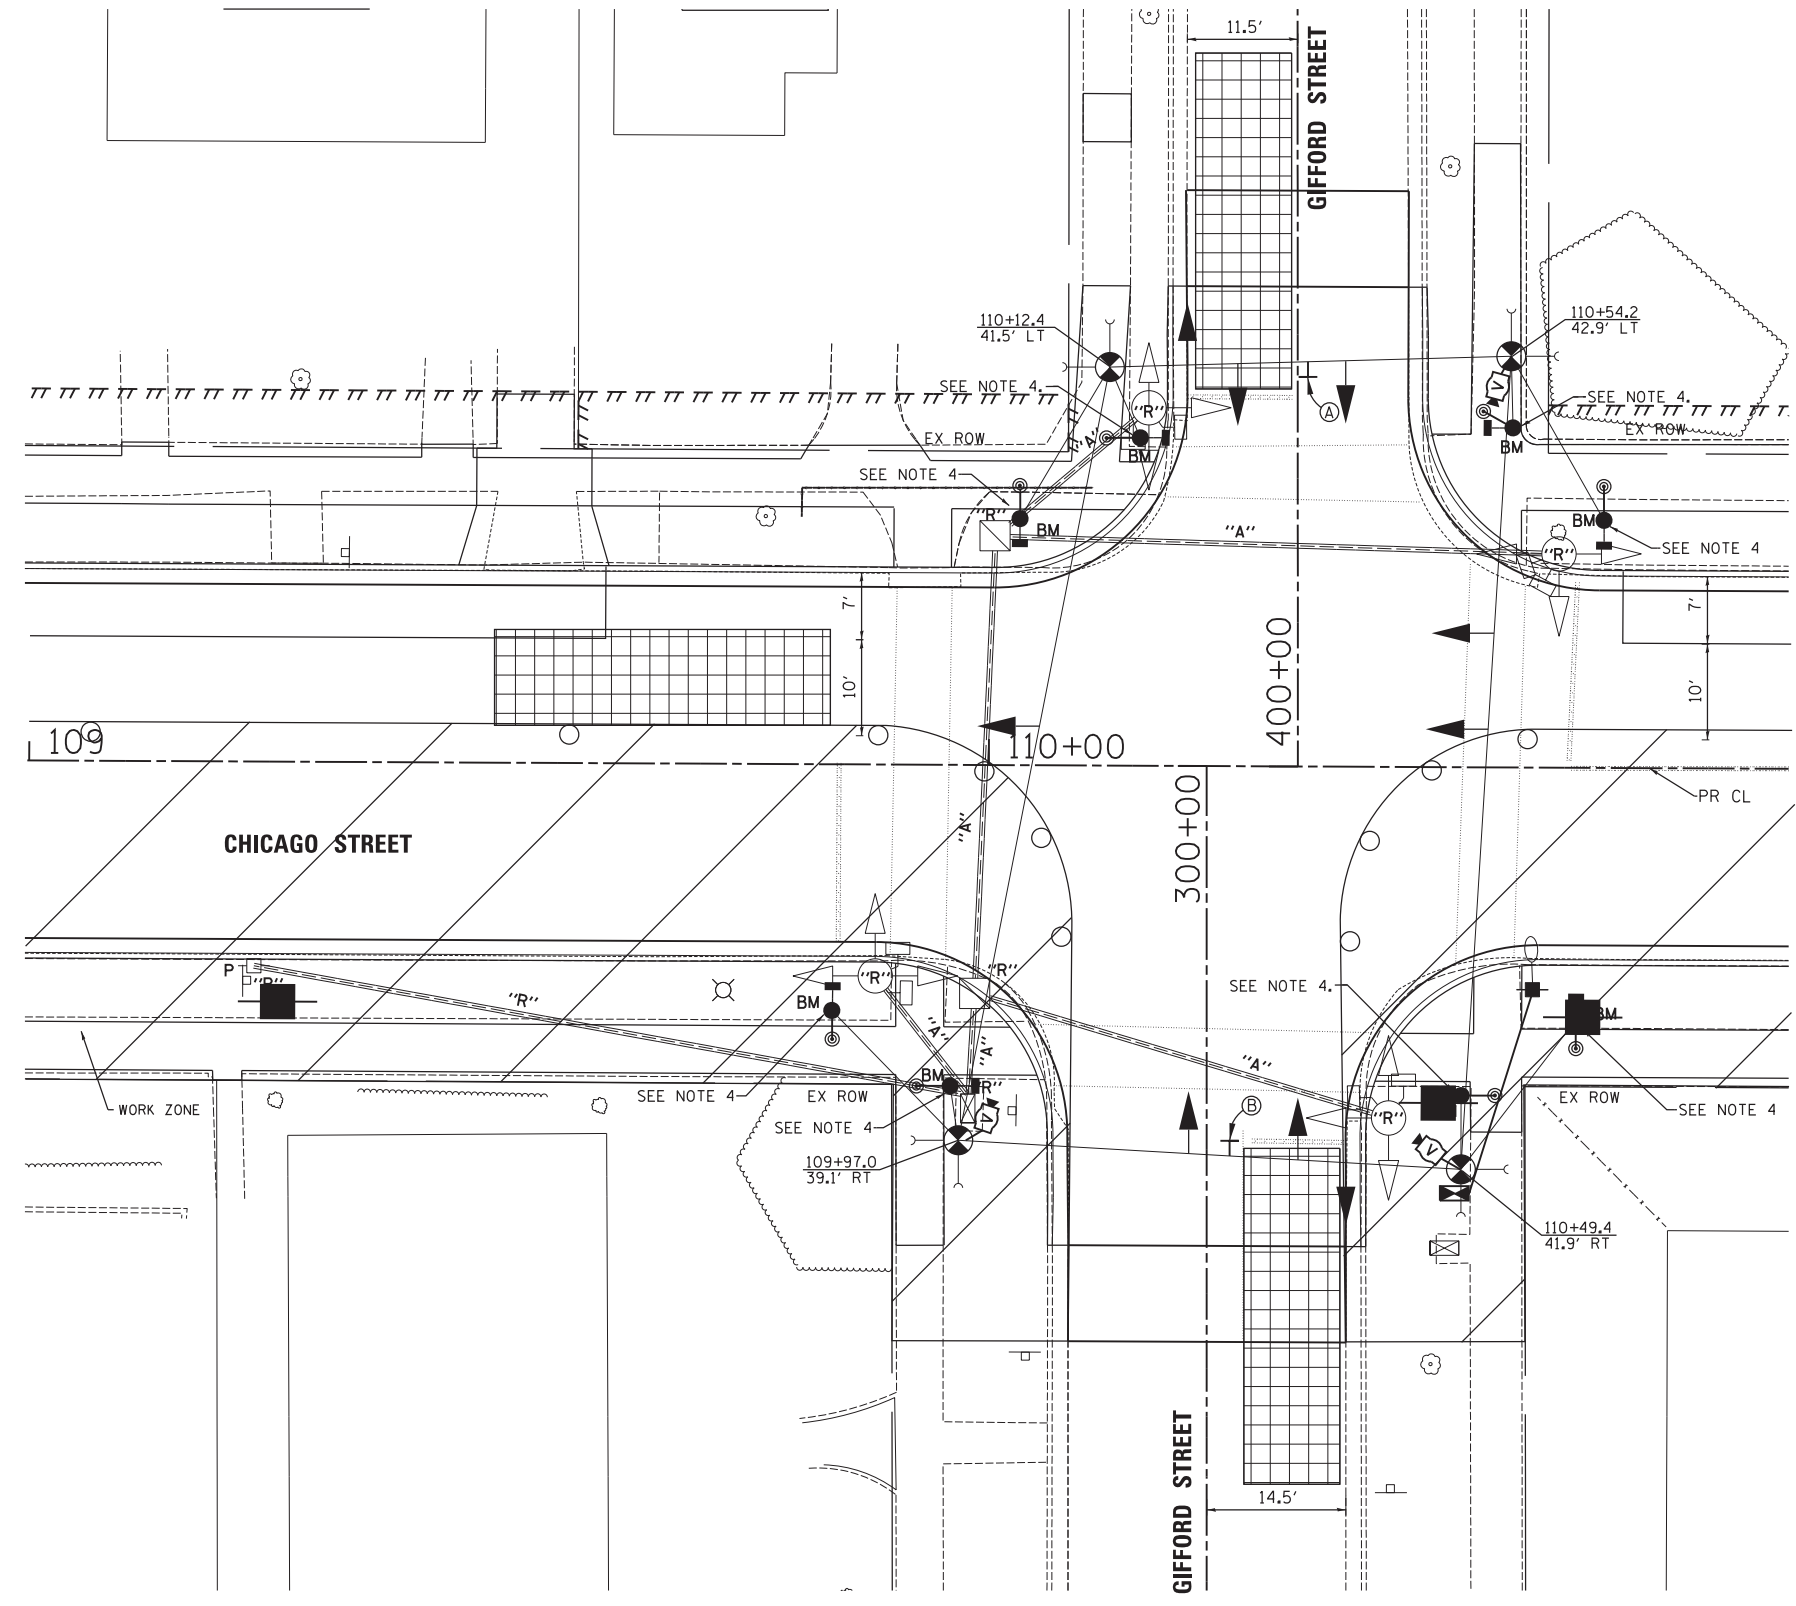 11.5'
GIFFORD STREET
110+12.4
41.5' LT
110+54.2
42.9' LT
SEE NOTE 4.
"R"
"A"
V
A
SEE NOTE 4.
EX ROW
BM
EX ROW
BM
SEE NOTE 4
"R"
BM
"A"
BM
"R"
SEE NOTE 4
7'
7'
10'
10'
400+00
109
110+00
PR CL
300+00
CHICAGO STREET
"A"
P
"R"
"R"
BM
"R"
"R"
SEE NOTE 4.
BM
"A"
"A"
"A"
BM
"R"
WORK ZONE
SEE NOTE 4
EX ROW
B
"R"
EX ROW
SEE NOTE 4
SEE NOTE 4
V
V
109+97.0
39.1' RT
110+49.4
41.9' RT
GIFFORD STREET
14.5'